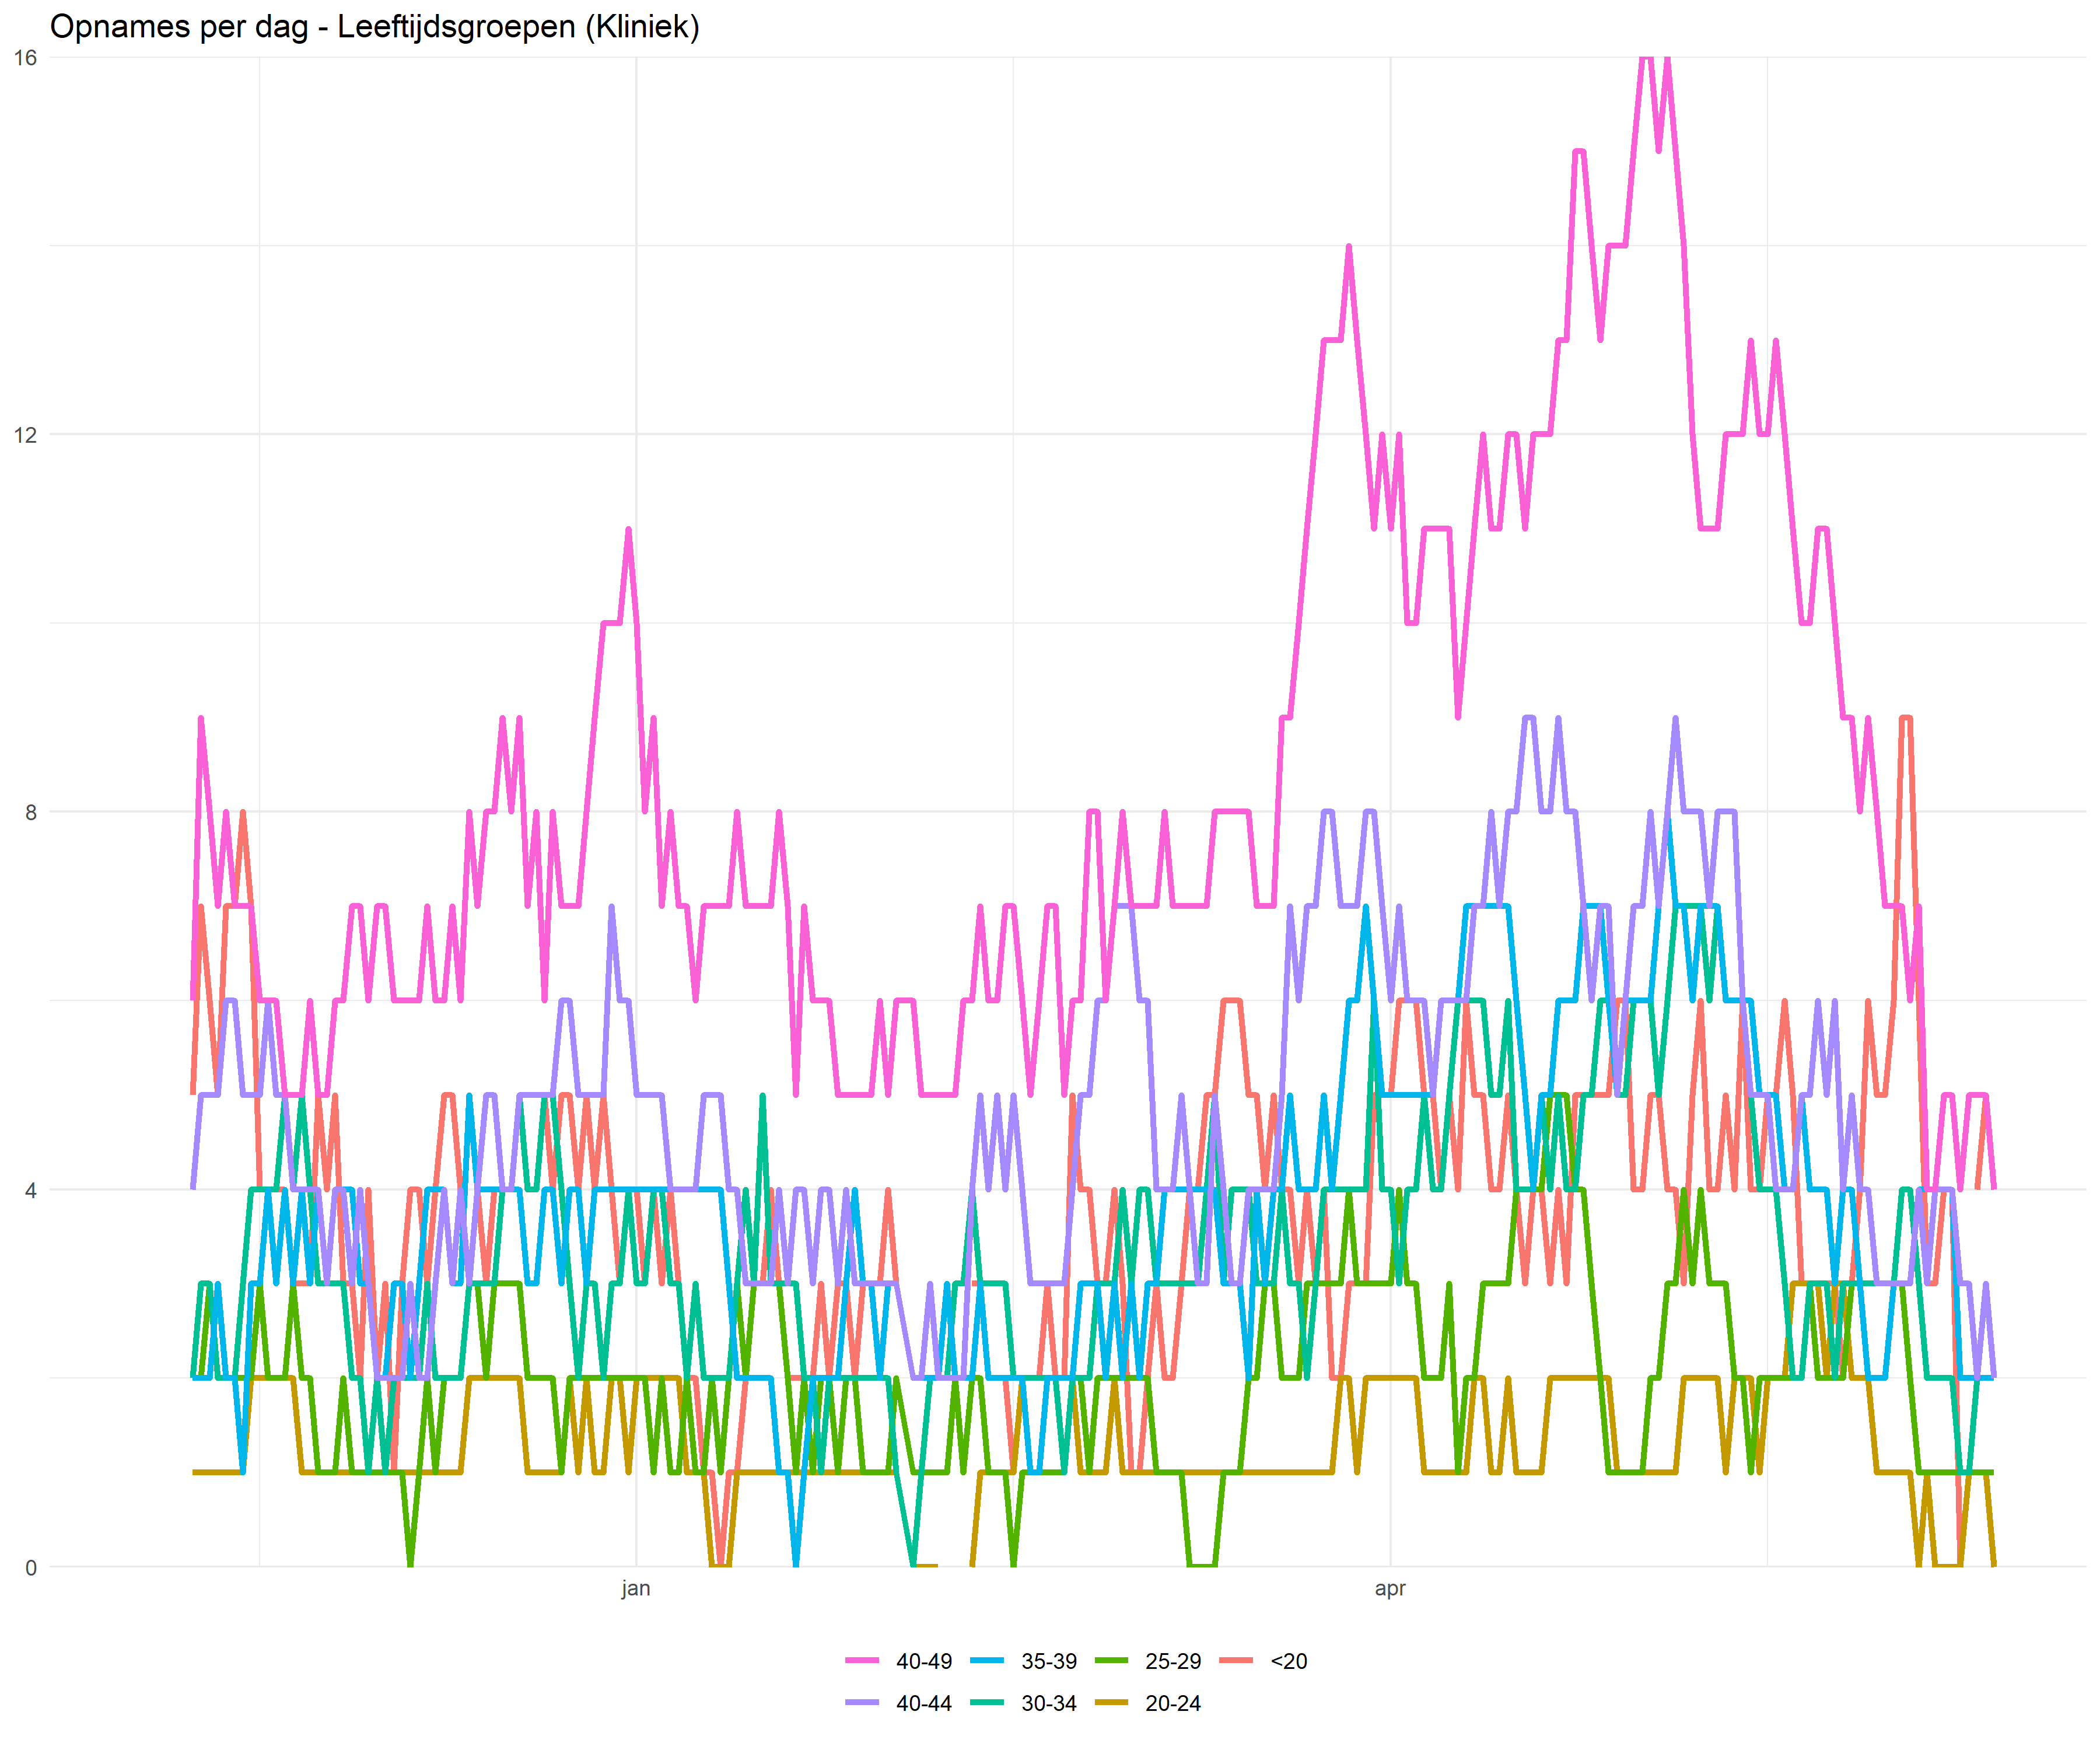 Opnames per dag - Leeftijdsgroepen (Kliniek)
16
12
8
4
0
jan apr
40-49 35-39 25-29 <20
40-44 30-34 20-24